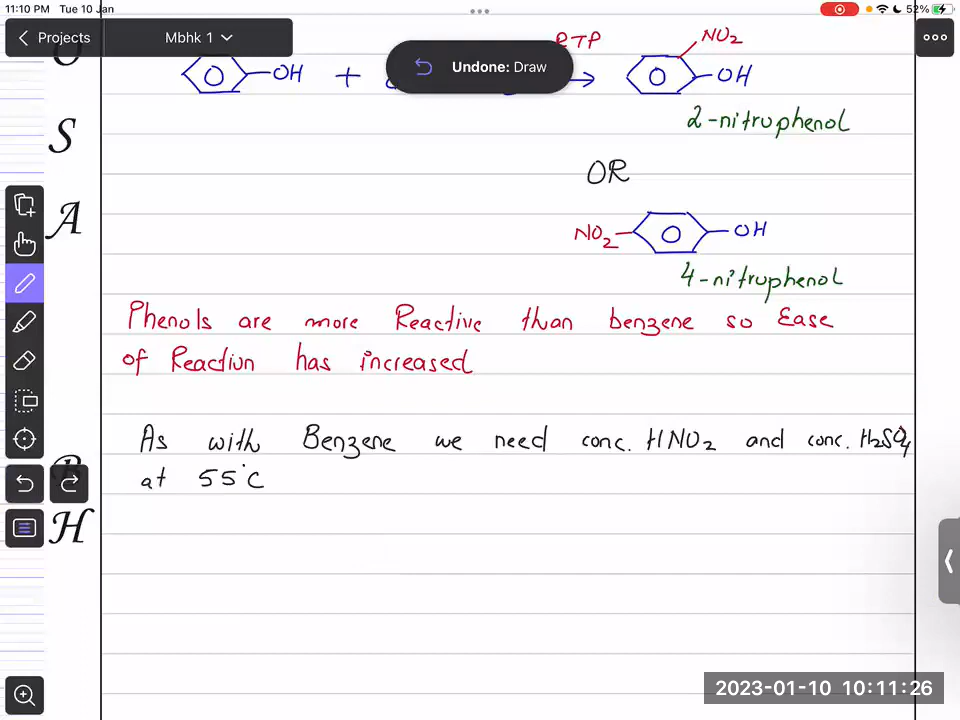 11:10 PM Tue 10 Jan 52%
Projects
Mbhk 1
Undone: Draw
RTP
NO2
OH + → OH
2-nitrophenol
S
OR
A
NO2 OH
4-nitrophenol
Phenols are more Reactive than benzene so Ease
of Reaction has increased
As with Benzene we need conc. HNO2 and conc. H2SO4
at 55°C
H
2023-01-10 10:11:26